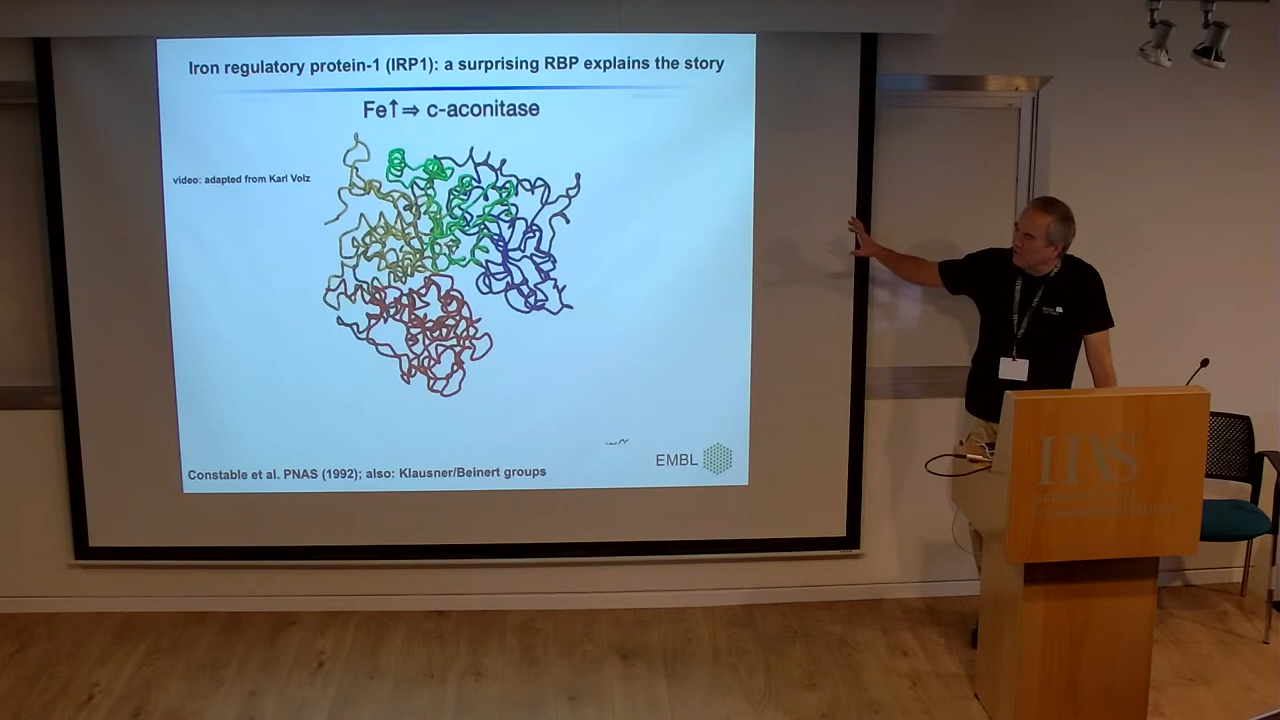 Iron regulatory protein-1 (IRP1): a surprising RBP explains the story
Fe↑⇒ c-aconitase
video: adapted from Karl Volz
EMBL
Constable et al. PNAS (1992); also: Klausner/Beinert groups
IIAS